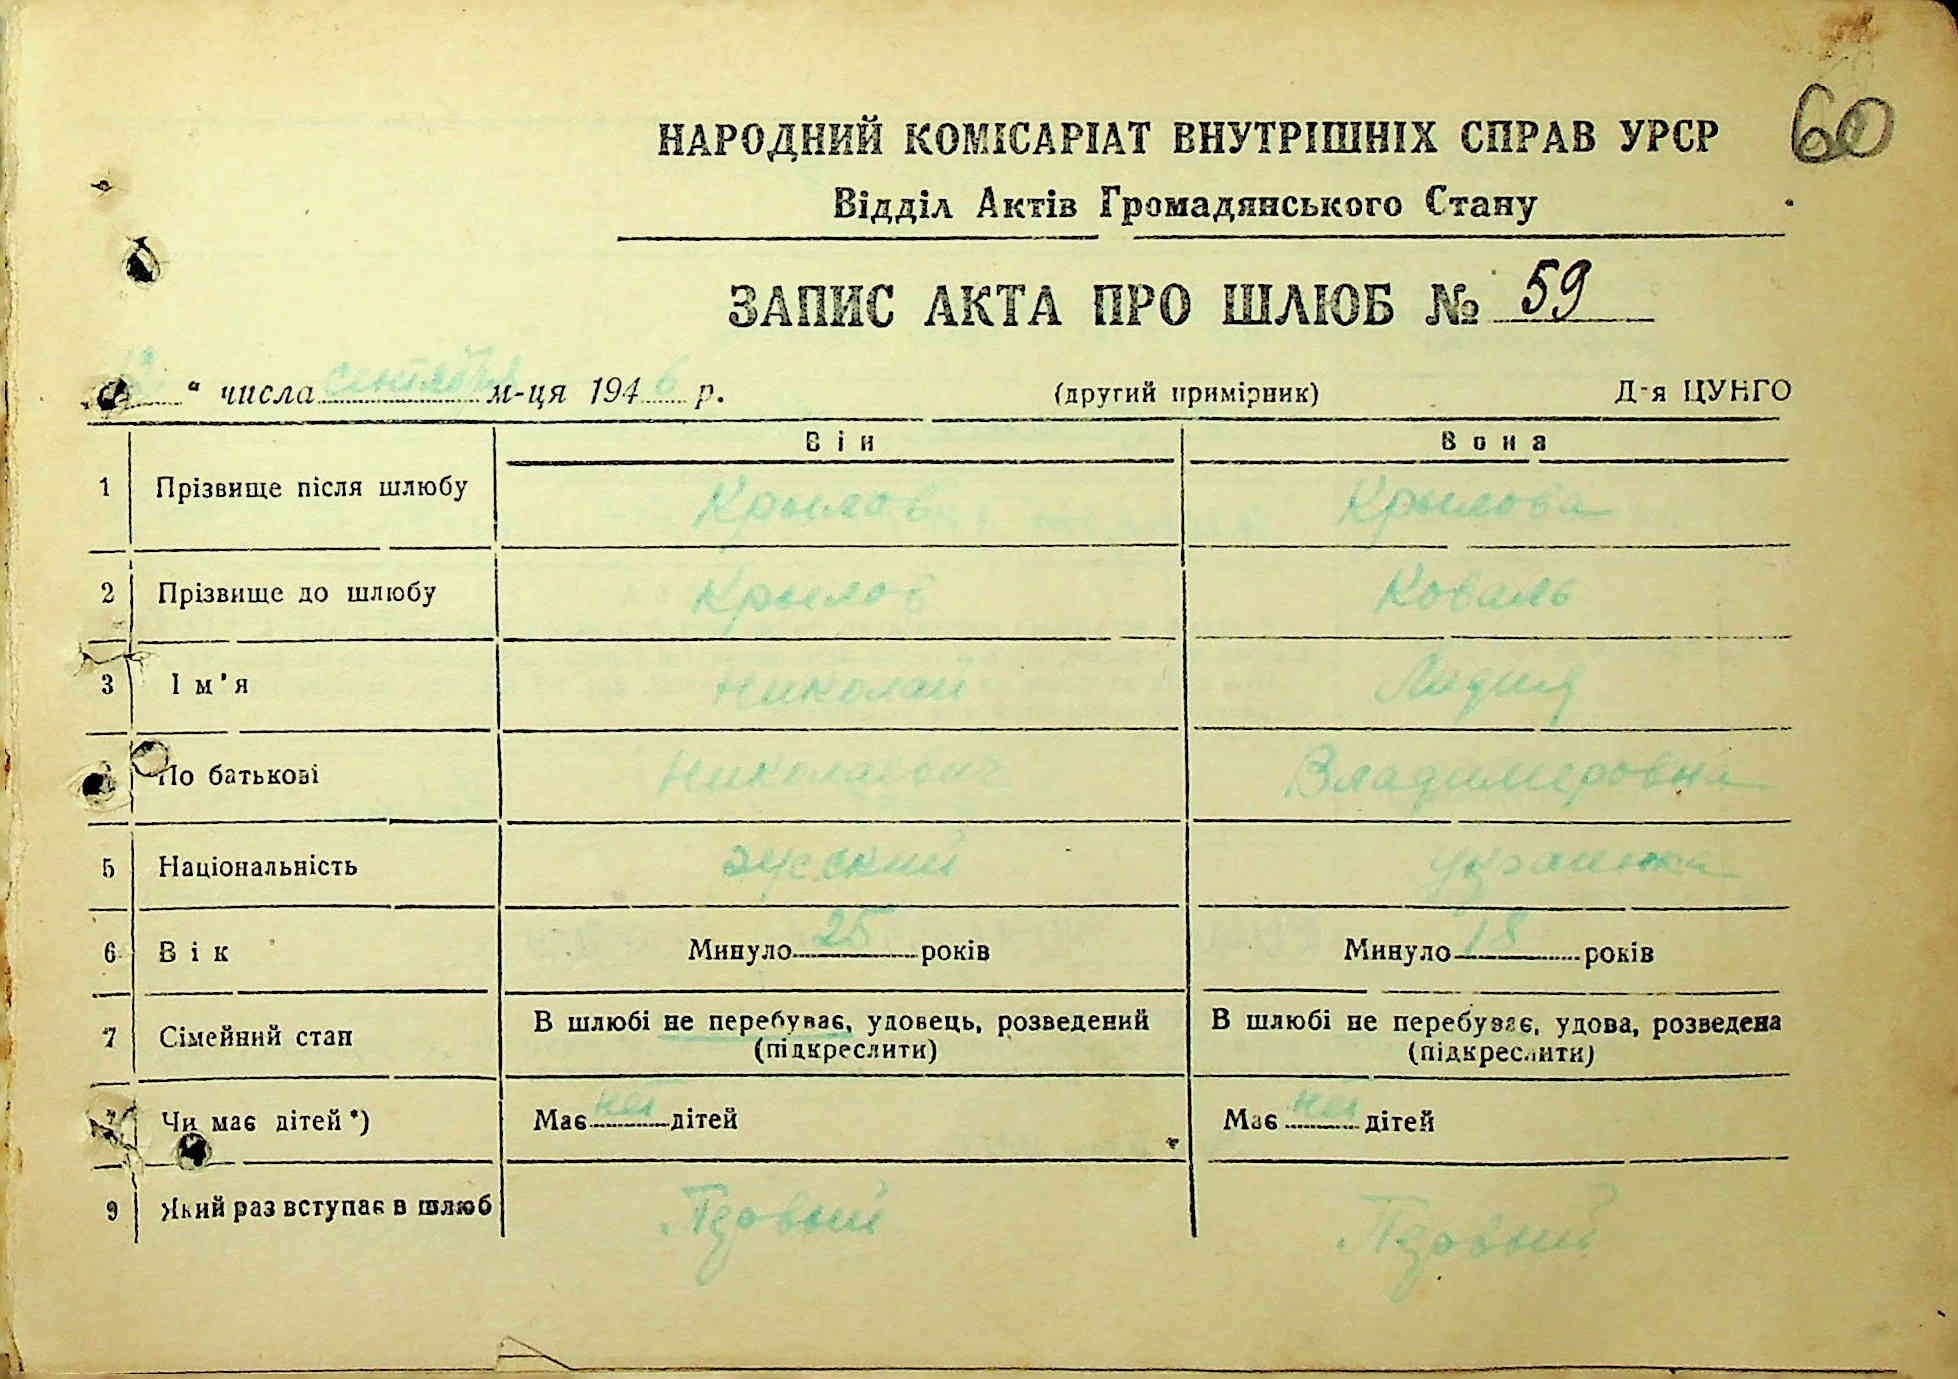 60
НАРОДНИЙ КОМІСАРІАТ ВНУТРІШНІХ СПРАВ УРСР
Відділ Актів Громадянського Стану
ЗАПИС АКТА ПРО ШЛЮБ № 59
" числа сентября м-ця 1946 р. (другий примірник) Д-я ЦУНГО
Він Вона
1 Прізвище після шлюбу Крылов Крылова
2 Прізвище до шлюбу Крылов Коваль
3 Ім'я Николай Лидия
По батькові Николаевич Владимировна
5 Національність русский украинка
6 Вік Минуло 25 років Минуло 18 років
7 Сімейний стан В шлюбі не перебуває, удовець, розведений (підкреслити) В шлюбі не перебуває, удова, розведена (підкреслити)
Чи має дітей *) Має нет дітей Має нет дітей
9 Який раз вступає в шлюб Первый Первый